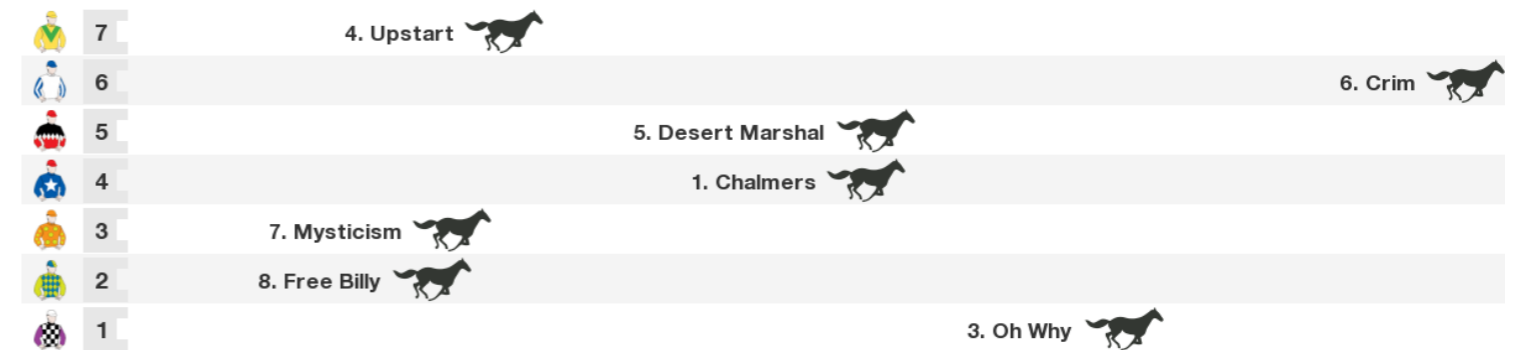 7 4. Upstart
6 6. Crim
5 5. Desert Marshal
4 1. Chalmers
3 7. Mysticism
2 8. Free Billy
1 3. Oh Why